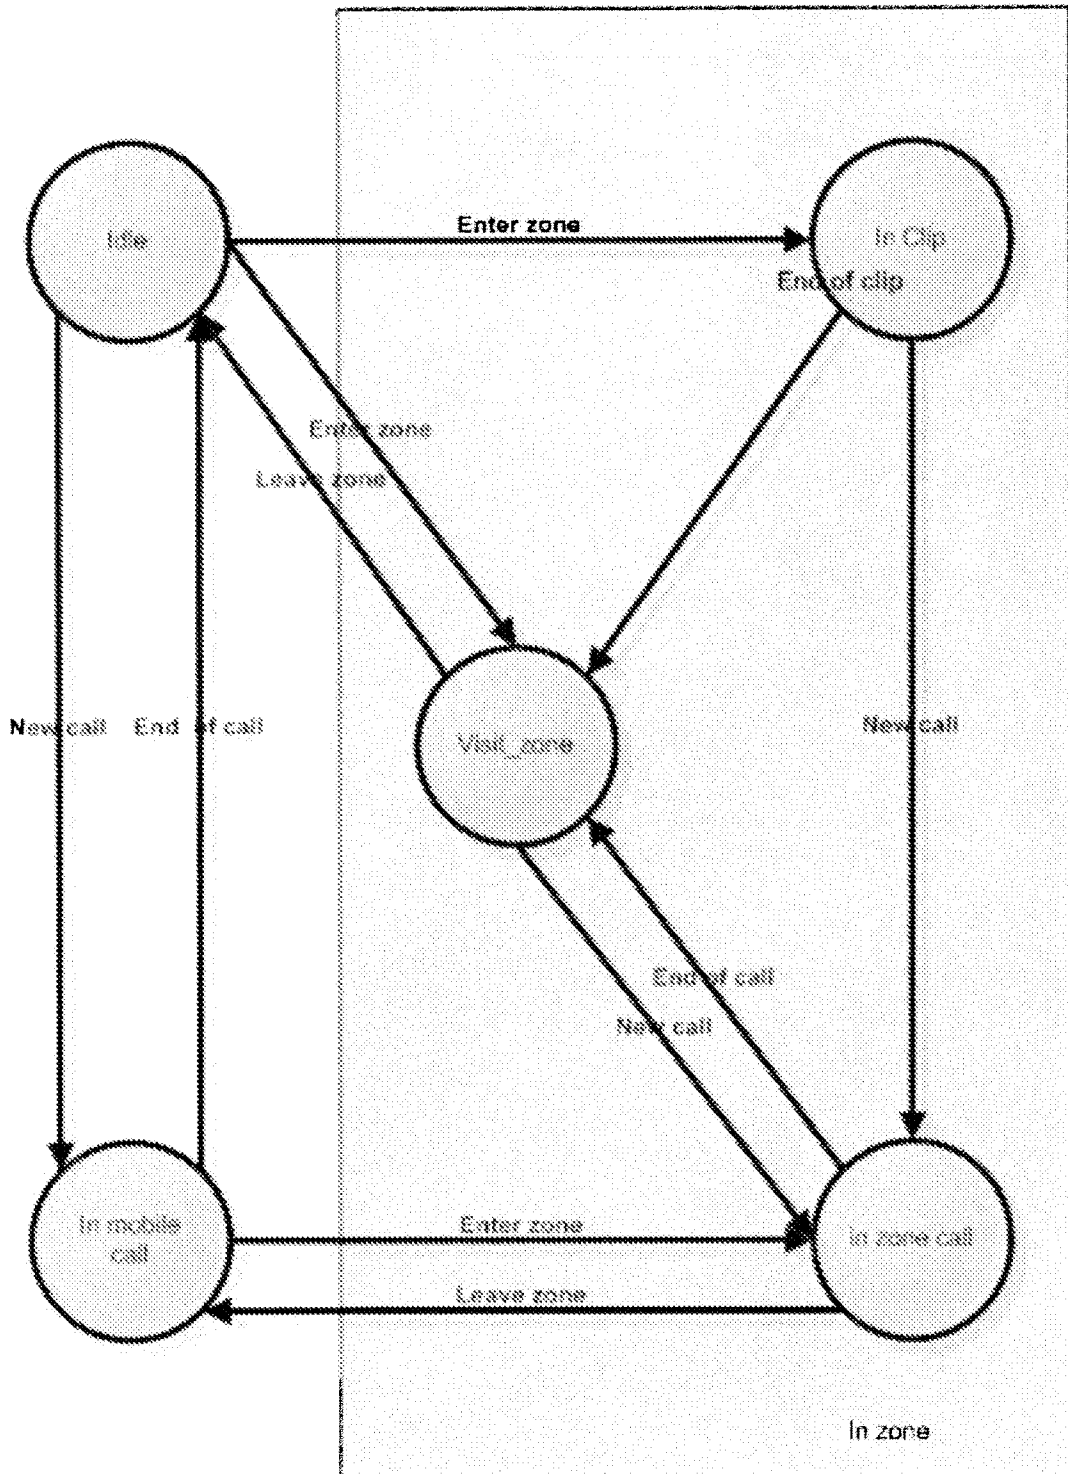 Idle
Enter zone
In Clip
End of clip
Enter zone
Leave zone
New call
End of call
Visit_zone
New call
End of call
New call
In mobile
call
Enter zone
in zone call
Leave zone
In zone